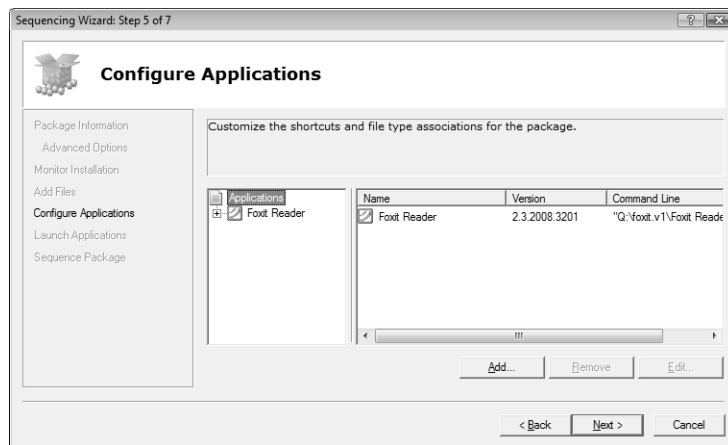 Sequencing Wizard: Step 5 of 7
Configure Applications
Package Information
Advanced Options
Monitor Installation
Add Files
Configure Applications
Launch Applications
Sequence Package
Customize the shortcuts and file type associations for the package.
Applications
Foxit Reader
Name Version Command Line
Foxit Reader 2.3.2008.3201 "Q:\foxit.v1\Foxit Reade
Add... Remove Edit...
< Back Next > Cancel